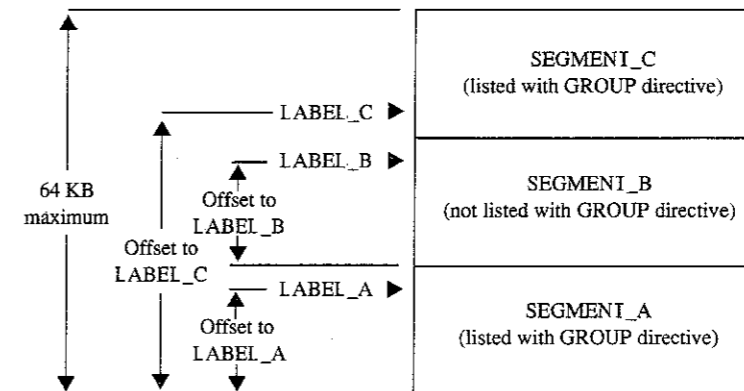 SEGMENT_C
(listed with GROUP directive)
LABEL_C
LABEL_B
SEGMENT_B
(not listed with GROUP directive)
64 KB
maximum
Offset to
LABEL_B
Offset to
LABEL_C
LABEL_A
SEGMENT_A
(listed with GROUP directive)
Offset to
LABEL_A